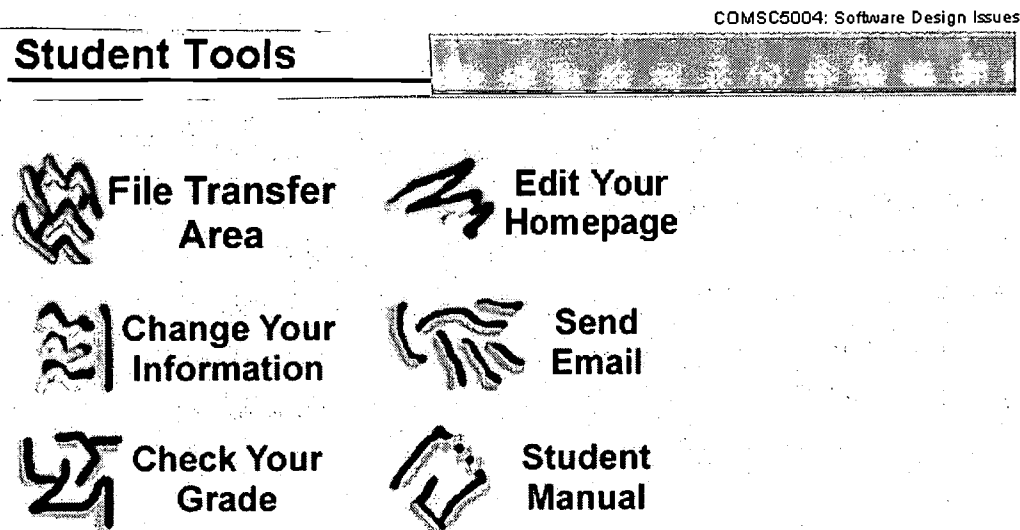 COMSC5004: Software Design Issues
Student Tools
File Transfer
Area
Edit Your
Homepage
Change Your
Information
Send
Email
Check Your
Grade
Student
Manual